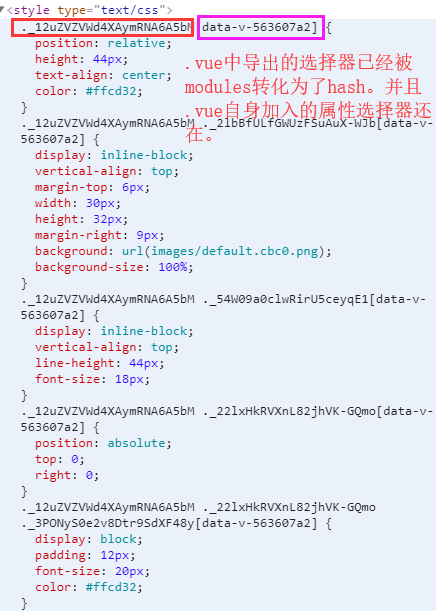 <style type="text/css">
._12uZVZVWd4XAymRNA6A5bM[data-v-563607a2] {
position: relative;
height: 44px;
text-align: center;
color: #ffcd32;
}
.vue中导出的选择器已经被
modules转化为了hash。并且
.vue自身加入的属性选择器还
在。
._12uZVZVWd4XAymRNA6A5bM ._2lbBfULfGWUzFSuAuX-WJb[data-v-
563607a2] {
display: inline-block;
vertical-align: top;
margin-top: 6px;
width: 30px;
height: 32px;
margin-right: 9px;
background: url(images/default.cbc0.png);
background-size: 100%;
}
._12uZVZVWd4XAymRNA6A5bM ._54W09a0clwRirU5ceyqE1[data-v-
563607a2] {
display: inline-block;
vertical-align: top;
line-height: 44px;
font-size: 18px;
}
._12uZVZVWd4XAymRNA6A5bM ._22lxHkRVXnL82jhVK-GQmo[data-v-
563607a2] {
position: absolute;
top: 0;
right: 0;
}
._12uZVZVWd4XAymRNA6A5bM ._22lxHkRVXnL82jhVK-GQmo
._3PONyS0e2v8Dtr9SdXF48y[data-v-563607a2] {
display: block;
padding: 12px;
font-size: 20px;
color: #ffcd32;
}